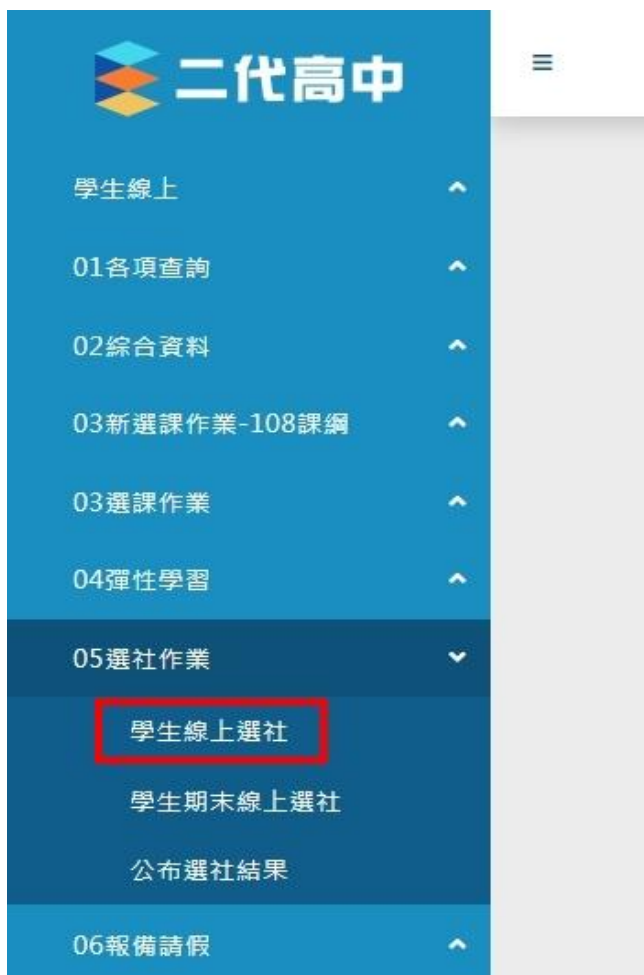 二代高中
學生線上
01各項查詢
02綜合資料
03新選課作業-108課綱
03選課作業
04彈性學習
05選社作業
學生線上選社
學生期末線上選社
公布選社結果
06報備請假